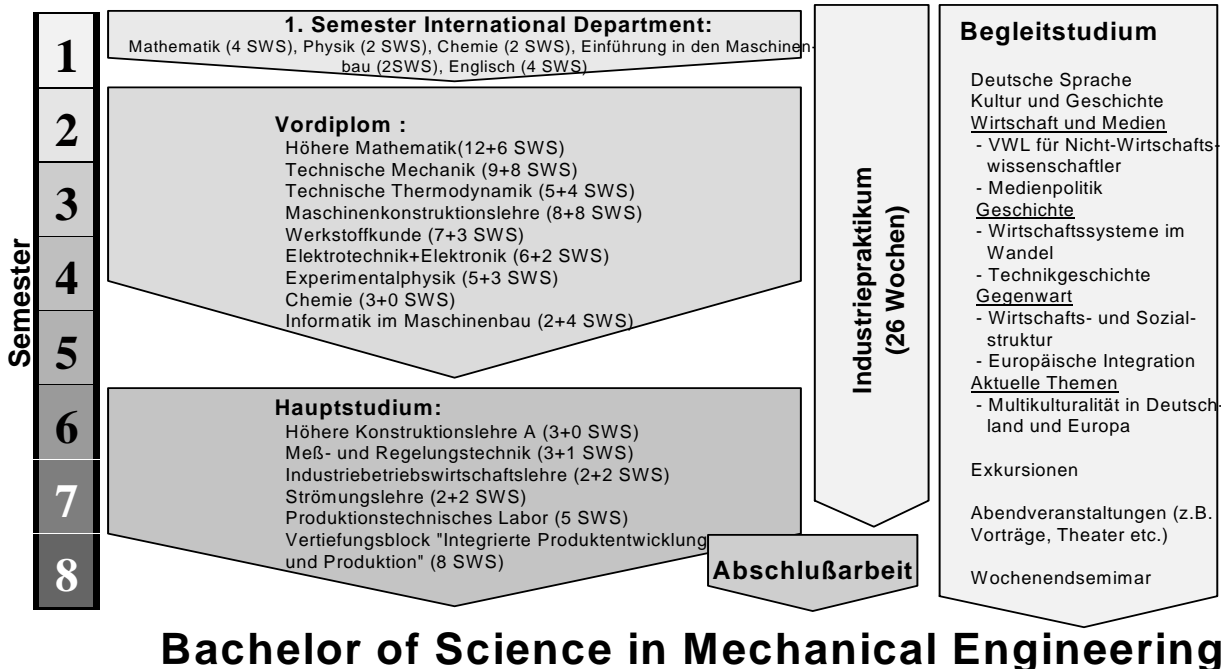 Semester
1
2
3
4
5
6
7
8
1. Semester International Department:
Mathematik (4 SWS), Physik (2 SWS), Chemie (2 SWS), Einführung in den Maschinen-
bau (2SWS), Englisch (4 SWS)
Vordiplom :
Höhere Mathematik(12+6 SWS)
Technische Mechanik (9+8 SWS)
Technische Thermodynamik (5+4 SWS)
Maschinenkonstruktionslehre (8+8 SWS)
Werkstoffkunde (7+3 SWS)
Elektrotechnik+Elektronik (6+2 SWS)
Experimentalphysik (5+3 SWS)
Chemie (3+0 SWS)
Informatik im Maschinenbau (2+4 SWS)
Hauptstudium:
Höhere Konstruktionslehre A (3+0 SWS)
Meß- und Regelungstechnik (3+1 SWS)
Industriebetriebswirtschaftslehre (2+2 SWS)
Strömungslehre (2+2 SWS)
Produktionstechnisches Labor (5 SWS)
Vertiefungsblock "Integrierte Produktentwicklung
und Produktion" (8 SWS)
Abschlußarbeit
Industriepraktikum
(26 Wochen)
Begleitstudium
Deutsche Sprache
Kultur und Geschichte
Wirtschaft und Medien
- VWL für Nicht-Wirtschafts-
wissenschaftler
- Medienpolitik
Geschichte
- Wirtschaftssysteme im
Wandel
- Technikgeschichte
Gegenwart
- Wirtschafts- und Sozial-
struktur
- Europäische Integration
Aktuelle Themen
- Multikulturalität in Deutsch-
land und Europa
Exkursionen
Abendveranstaltungen (z.B.
Vorträge, Theater etc.)
Wochenendsemimar
Bachelor of Science in Mechanical Engineering